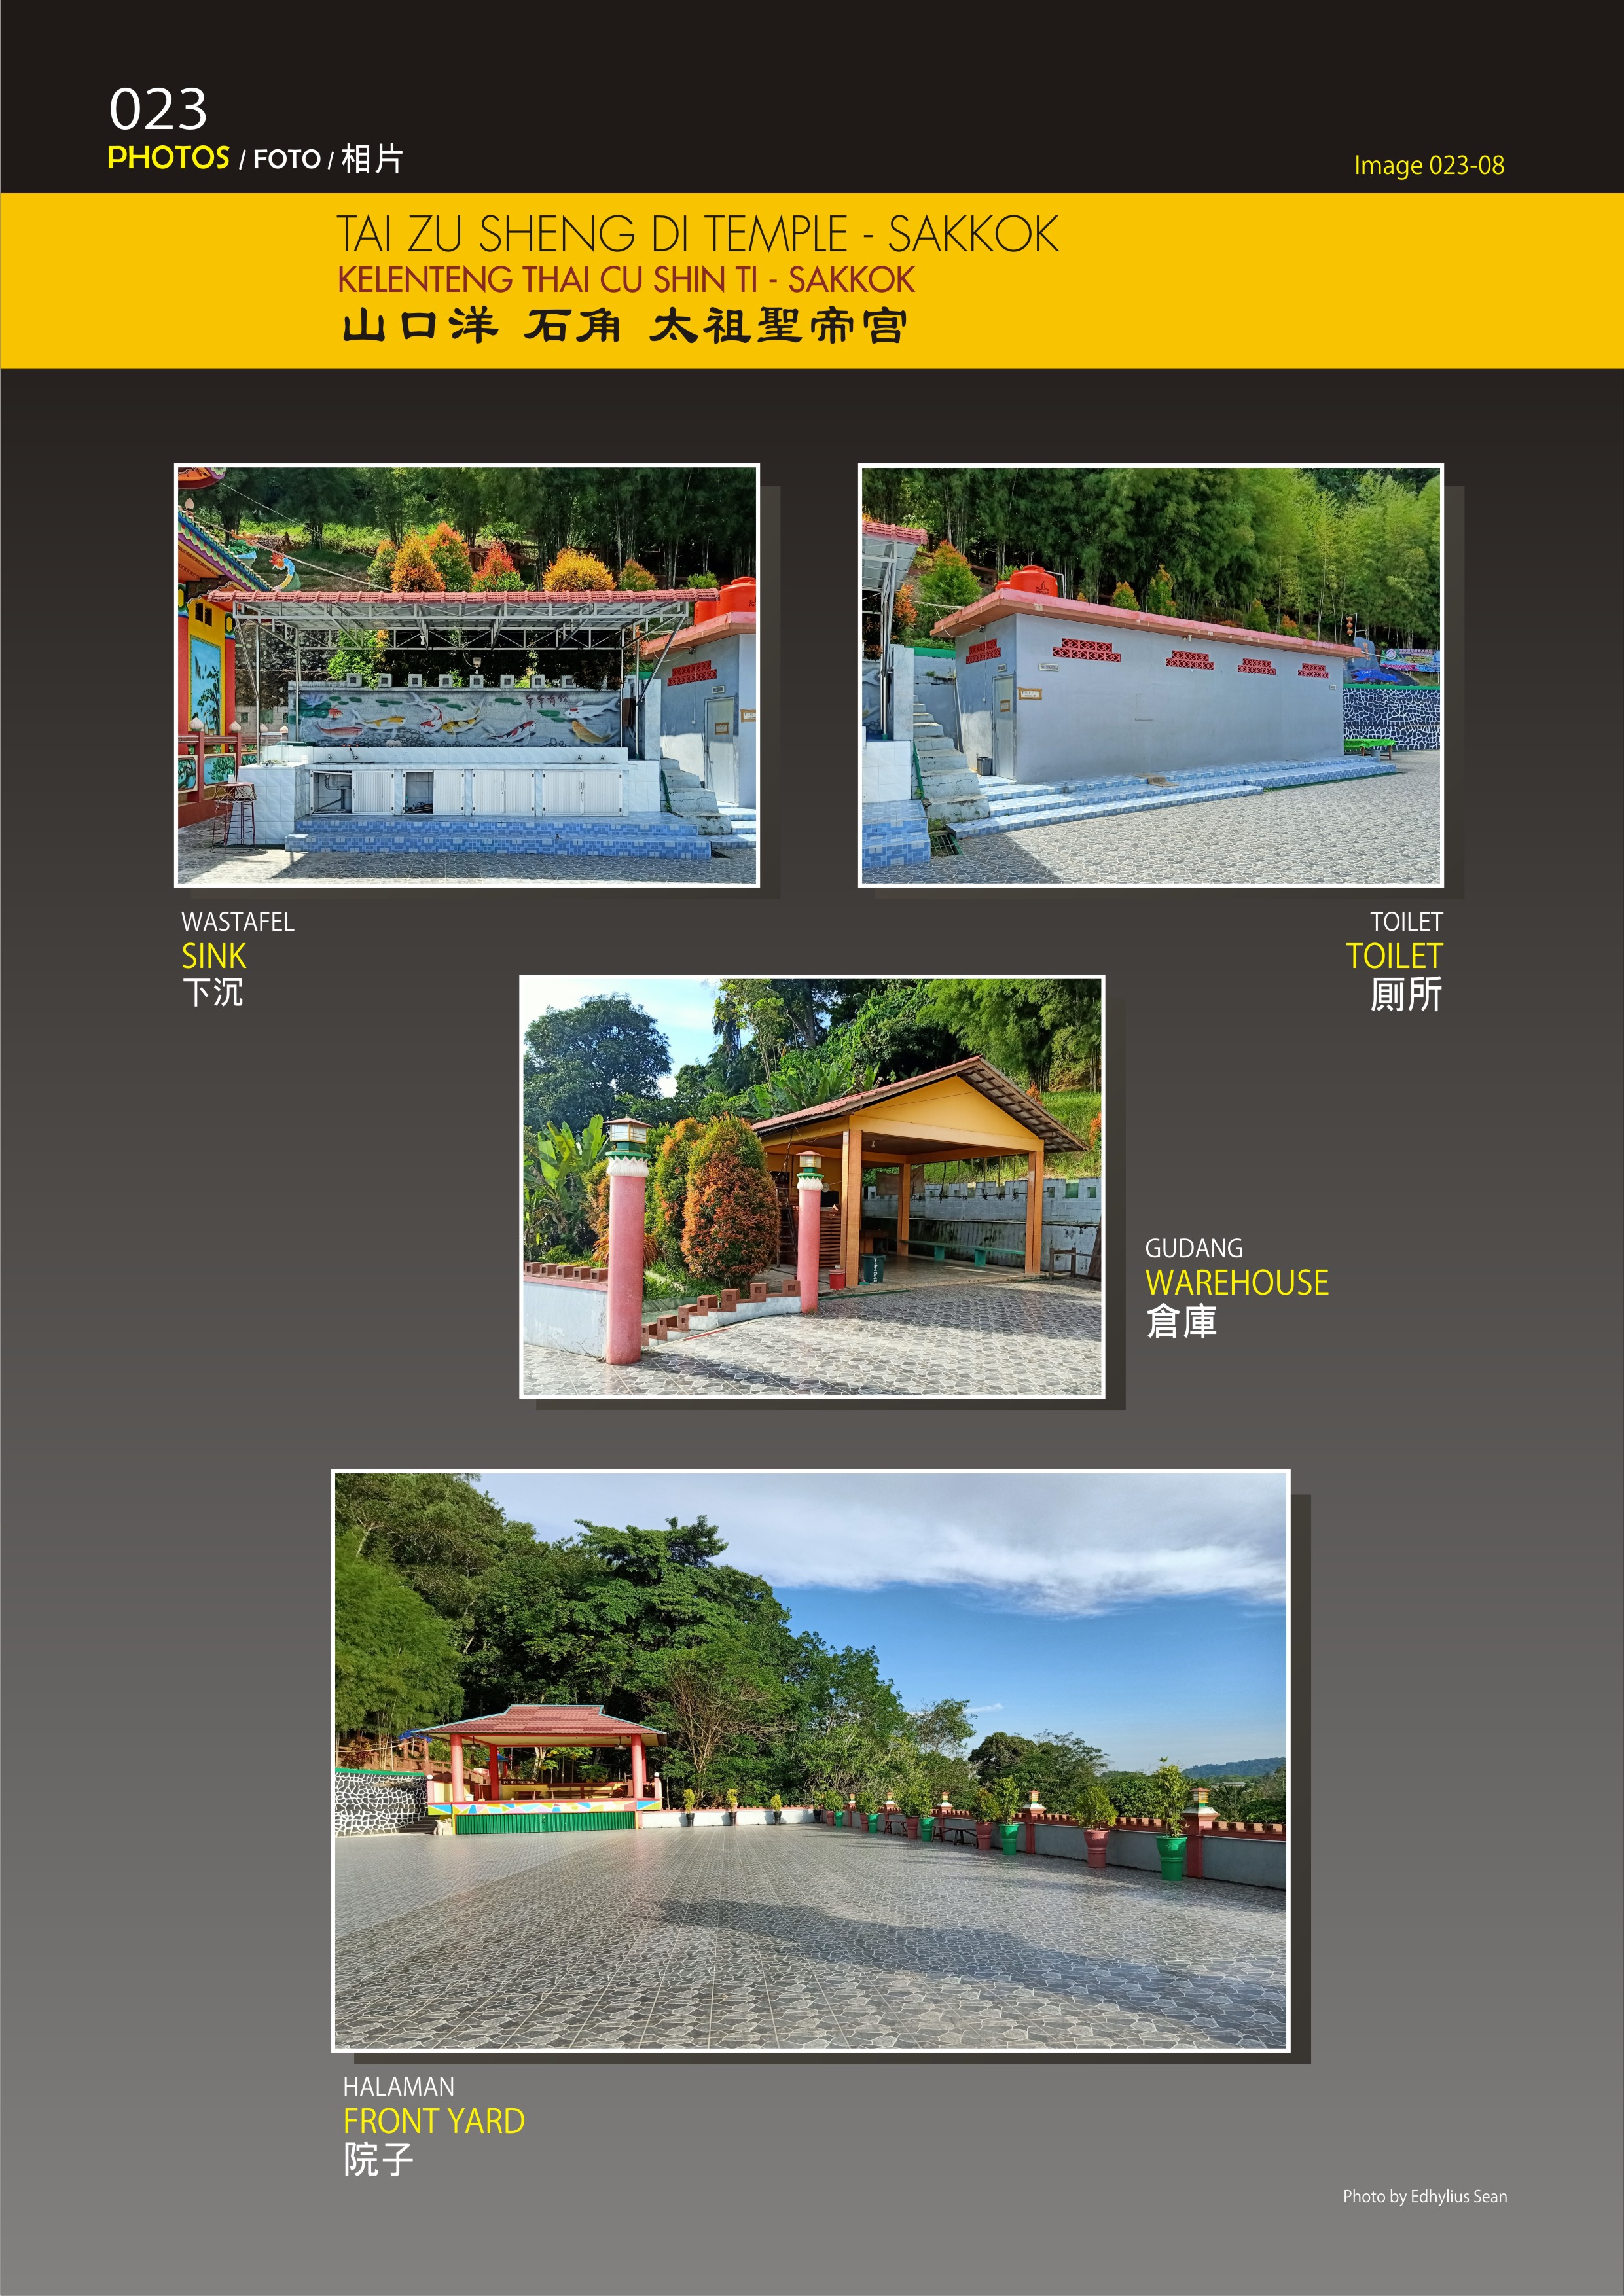 023
PHOTOS / FOTO / 相片
Image 023-08
TAI ZU SHENG DI TEMPLE - SAKKOK
KELENTENG THAI CU SHIN TI - SAKKOK
山口洋 石角 太祖聖帝宮
WASTAFEL
SINK
下沉
TOILET
TOILET
厠所
GUDANG
WAREHOUSE
倉庫
HALAMAN
FRONT YARD
院子
Photo by Edhylius Sean